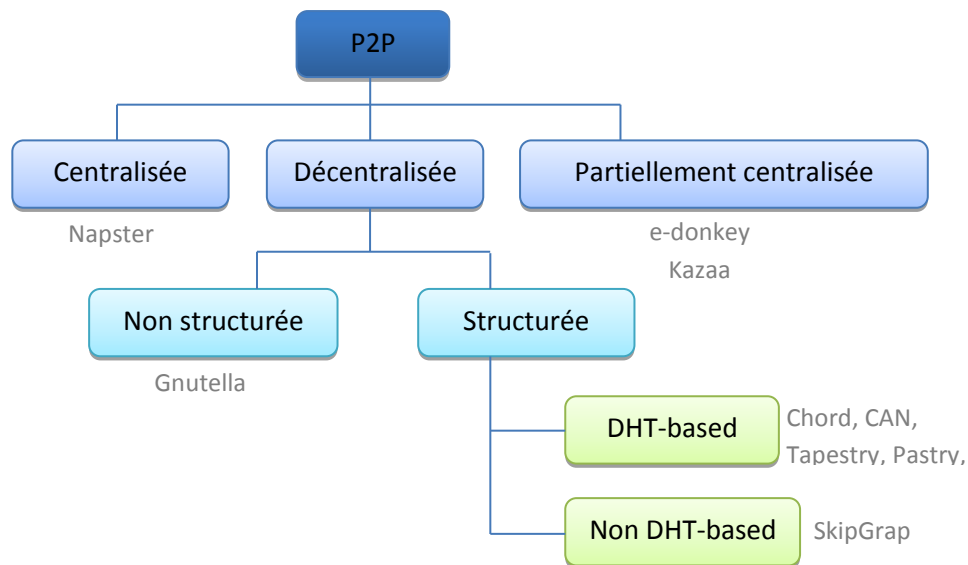 P2P
Centralisée
Décentralisée
Partiellement centralisée
Napster
e-donkey
Kazaa
Non structurée
Structurée
Gnutella
DHT-based
Chord, CAN,
Tapestry, Pastry,
Non DHT-based
SkipGrap